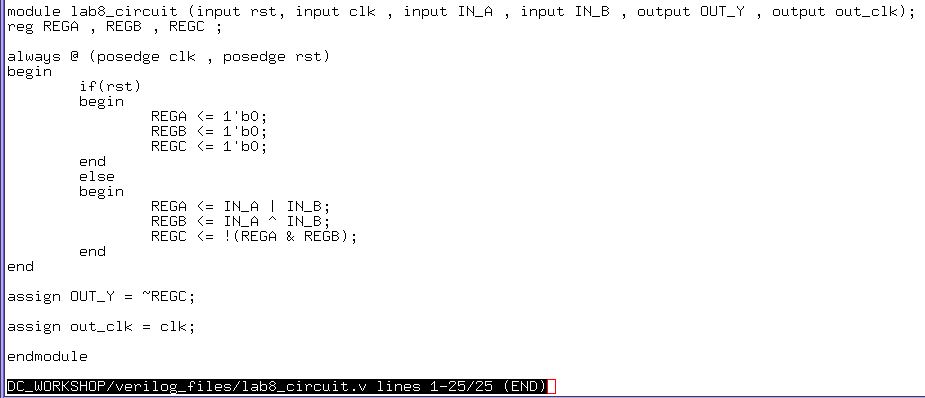 module lab8_circuit (input rst, input clk , input IN_A , input IN_B , output OUT_Y , output out_clk);
reg REGA , REGB , REGC ;

always @ (posedge clk , posedge rst)
begin
        if(rst)
        begin
                REGA <= 1'b0;
                REGB <= 1'b0;
                REGC <= 1'b0;
        end
        else
        begin
                REGA <= IN_A | IN_B;
                REGB <= IN_A ^ IN_B;
                REGC <= !(REGA & REGB);
        end
end

assign OUT_Y = ~REGC;

assign out_clk = clk;

endmodule

DC_WORKSHOP/verilog_files/lab8_circuit.v lines 1-25/25 (END)